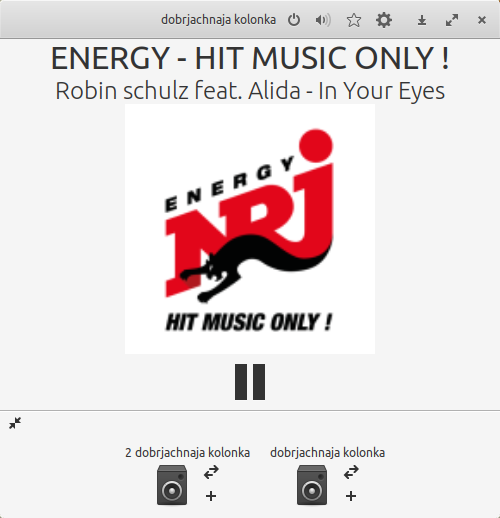 dobrjachnaja kolonka
ENERGY - HIT MUSIC ONLY !
Robin schulz feat. Alida - In Your Eyes
ENERGY
NRJ
HIT MUSIC ONLY !
2 dobrjachnaja kolonka dobrjachnaja kolonka